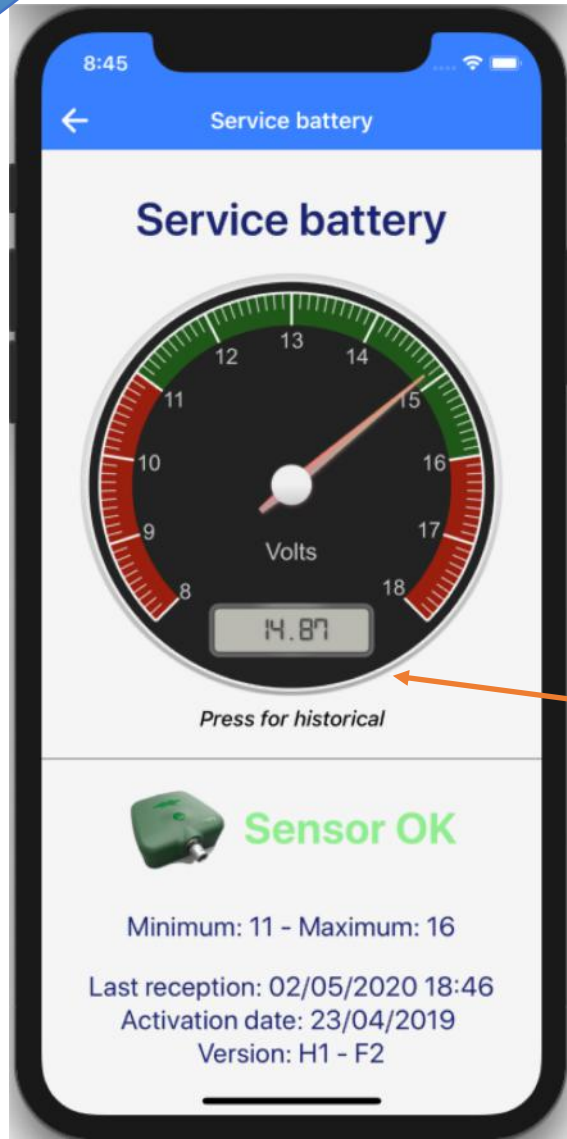 8:45
Service battery
Service battery
13
12
14
11
15
10
16
9
17
Volts
8
18
14.87
Press for historical
Sensor OK
Minimum: 11 - Maximum: 16
Last reception: 02/05/2020 18:46
Activation date: 23/04/2019
Version: H1 - F2